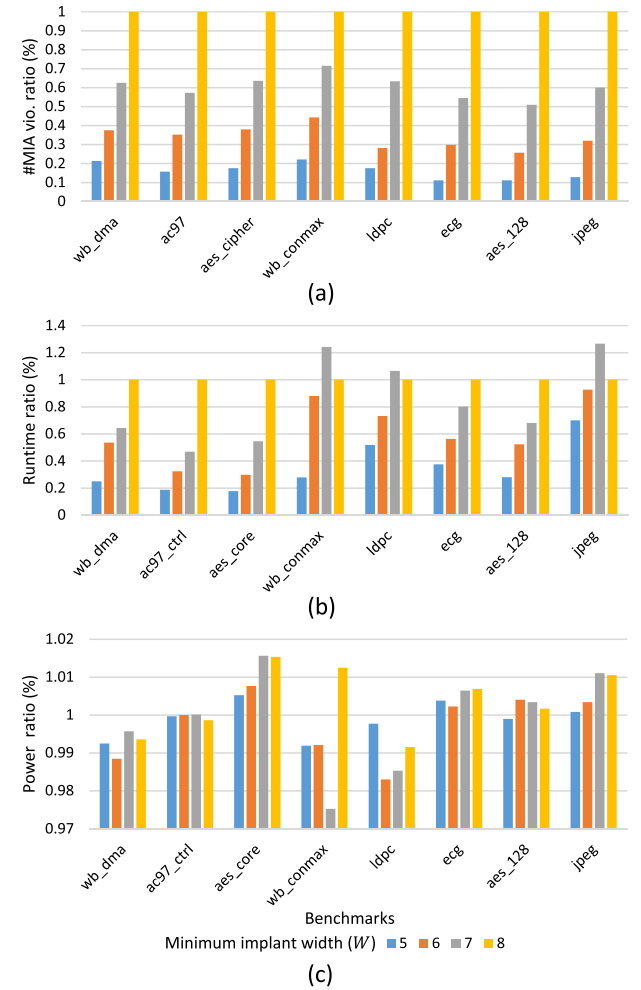 1
0.9
0.8
0.7
0.6
0.5
0.4
0.3
0.2
0.1
0
#MIA vio. ratio (%)
wb_dma
ac97
aes_cipher
wb_conmax
ldpc
ecg
aes_128
jpeg
(a)
1.4
1.2
1
0.8
0.6
0.4
0.2
0
Runtime ratio (%)
wb_dma
ac97_ctrl
aes_core
wb_conmax
ldpc
ecg
aes_128
jpeg
(b)
1.02
1.01
1
0.99
0.98
0.97
Power ratio (%)
wb_dma
ac97_ctrl
aes_core
wb_conmax
ldpc
ecg
aes_128
jpeg
Benchmarks
Minimum implant width (W) 5 6 7 8
(c)